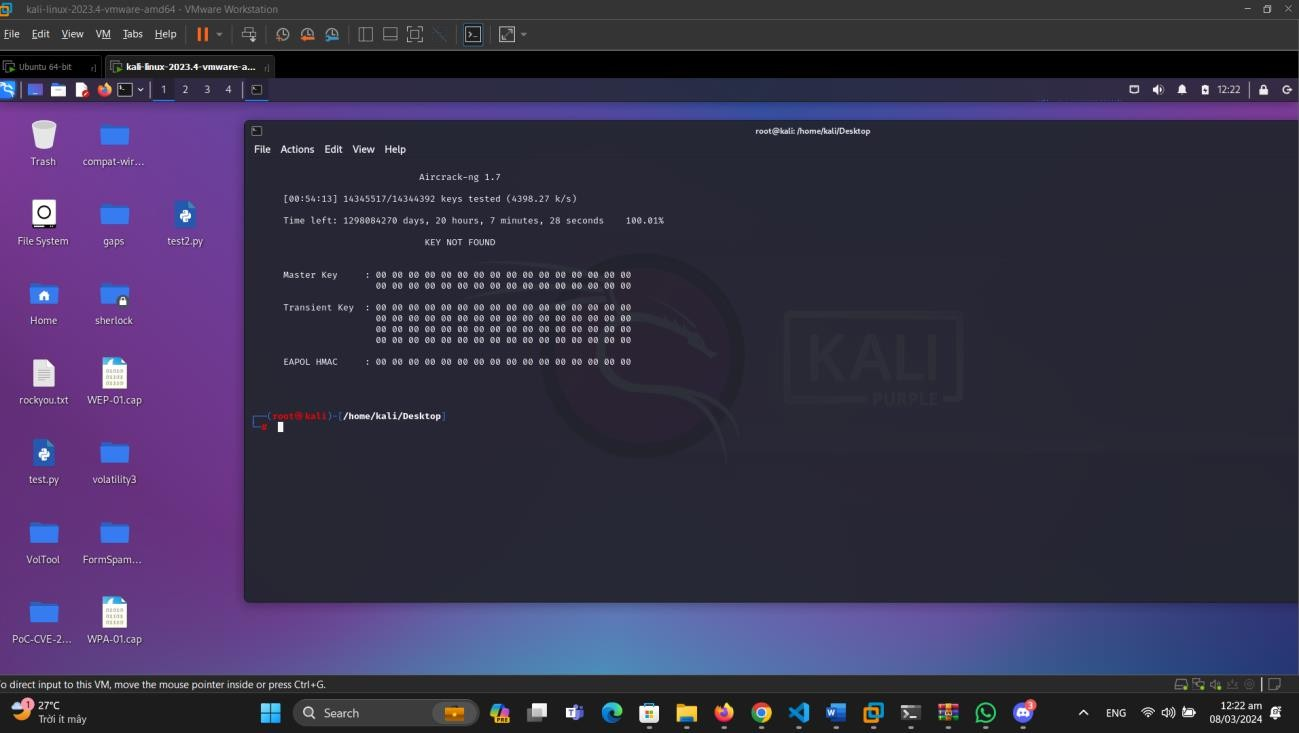 kali-linux-2023.4-vmware-amd64 - VMware Workstation
File Edit View VM Tabs Help
Ubuntu 64-bit
kali-linux-2023.4-vmware-a...
1 2 3 4
12:22
root@kali: /home/kali/Desktop
File Actions Edit View Help
Aircrack-ng 1.7
[00:54:13] 14345517/14344392 keys tested (4398.27 k/s)
Time left: 1298084270 days, 20 hours, 7 minutes, 28 seconds 100.01%
KEY NOT FOUND
Master Key : 00 00 00 00 00 00 00 00 00 00 00 00 00 00 00 00
00 00 00 00 00 00 00 00 00 00 00 00 00 00 00 00
Transient Key : 00 00 00 00 00 00 00 00 00 00 00 00 00 00 00 00
00 00 00 00 00 00 00 00 00 00 00 00 00 00 00 00
00 00 00 00 00 00 00 00 00 00 00 00 00 00 00 00
00 00 00 00 00 00 00 00 00 00 00 00 00 00 00 00
EAPOL HMAC : 00 00 00 00 00 00 00 00 00 00 00 00 00 00 00 00
(root㉿kali)-[/home/kali/Desktop]
#
KALI
PURPLE
Trash
compat-wir...
File System
gaps
test2.py
Home
sherlock
rockyou.txt
WEP-01.cap
test.py
volatility3
VolTool
FormSpam...
PoC-CVE-2...
WPA-01.cap
o direct input to this VM, move the mouse pointer inside or press Ctrl+G.
1
27°C
Trời ít mây
Search
PRE
3
ENG
12:22 am
08/03/2024